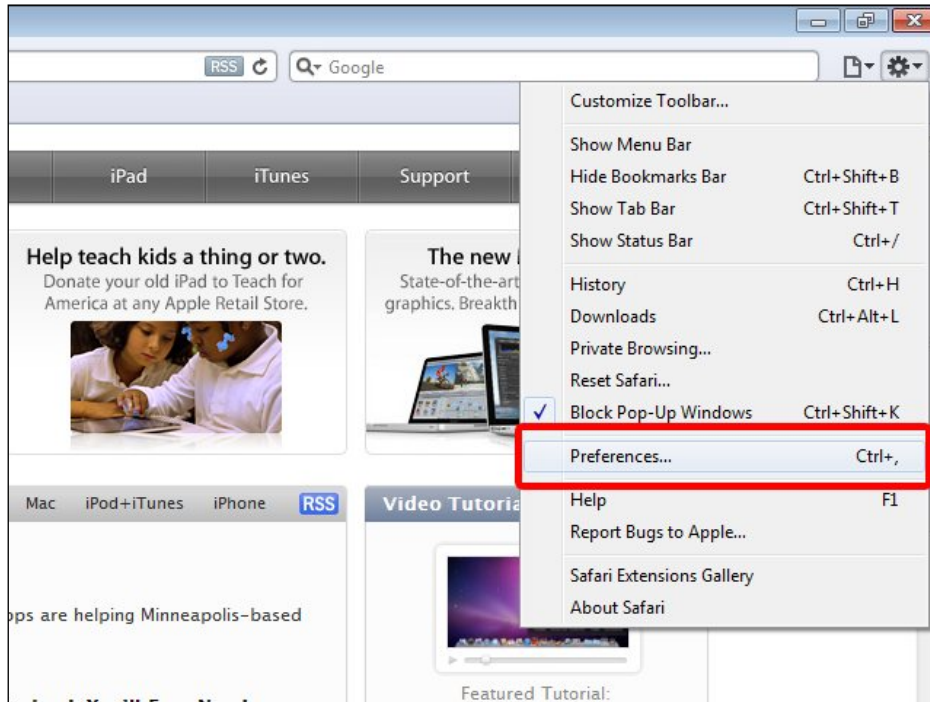 RSS
Google
Customize Toolbar...
Show Menu Bar
Hide Bookmarks Bar Ctrl+Shift+B
Show Tab Bar Ctrl+Shift+T
Show Status Bar Ctrl+/
History Ctrl+H
Downloads Ctrl+Alt+L
Private Browsing...
Reset Safari...
Block Pop-Up Windows Ctrl+Shift+K
Preferences... Ctrl+,
Help F1
Report Bugs to Apple...
Safari Extensions Gallery
About Safari
iPad iTunes Support
Help teach kids a thing or two.
Donate your old iPad to Teach for
America at any Apple Retail Store.
The new
State-of-the-art
graphics. Breakth
Mac iPod+iTunes iPhone RSS
Video Tutoria
ops are helping Minneapolis-based
Featured Tutorial: